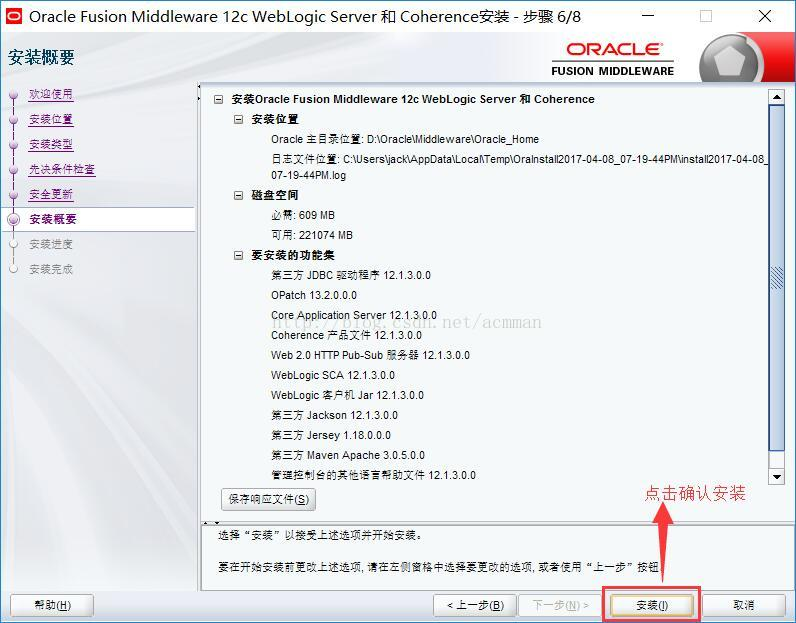 Oracle Fusion Middleware 12c WebLogic Server 和 Coherence安装 - 步骤 6/8
安装概要
ORACLE
FUSION MIDDLEWARE
欢迎使用
安装位置
安装类型
先决条件检查
安全更新
安装概要
安装进度
安装完成
安装Oracle Fusion Middleware 12c WebLogic Server 和 Coherence
安装位置
Oracle 主目录位置: D:\Oracle\Middleware\Oracle_Home
日志文件位置: C:\Users\jack\AppData\Local\Temp\OraInstall2017-04-08_07-19-44PM\install2017-04-08_
07-19-44PM.log
磁盘空间
必需: 609 MB
可用: 221074 MB
要安装的功能集
第三方 JDBC 驱动程序 12.1.3.0.0
OPatch 13.2.0.0.0
Core Application Server 12.1.3.0.0
http://blog.csdn.net/acmman
Coherence 产品文件 12.1.3.0.0
Web 2.0 HTTP Pub-Sub 服务器 12.1.3.0.0
WebLogic SCA 12.1.3.0.0
WebLogic 客户机 Jar 12.1.3.0.0
第三方 Jackson 12.1.3.0.0
第三方 Jersey 1.18.0.0.0
第三方 Maven Apache 3.0.5.0.0
管理控制台的其他语言帮助文件 12.1.3.0.0
保存响应文件(S)
点击确认安装
选择“安装”以接受上述选项并开始安装。
要在开始安装前更改上述选项, 请在左侧窗格中选择要更改的选项, 或者使用“上一步”按钮。
帮助(H)
< 上一步(B)
下一步(N) >
安装(I)
取消